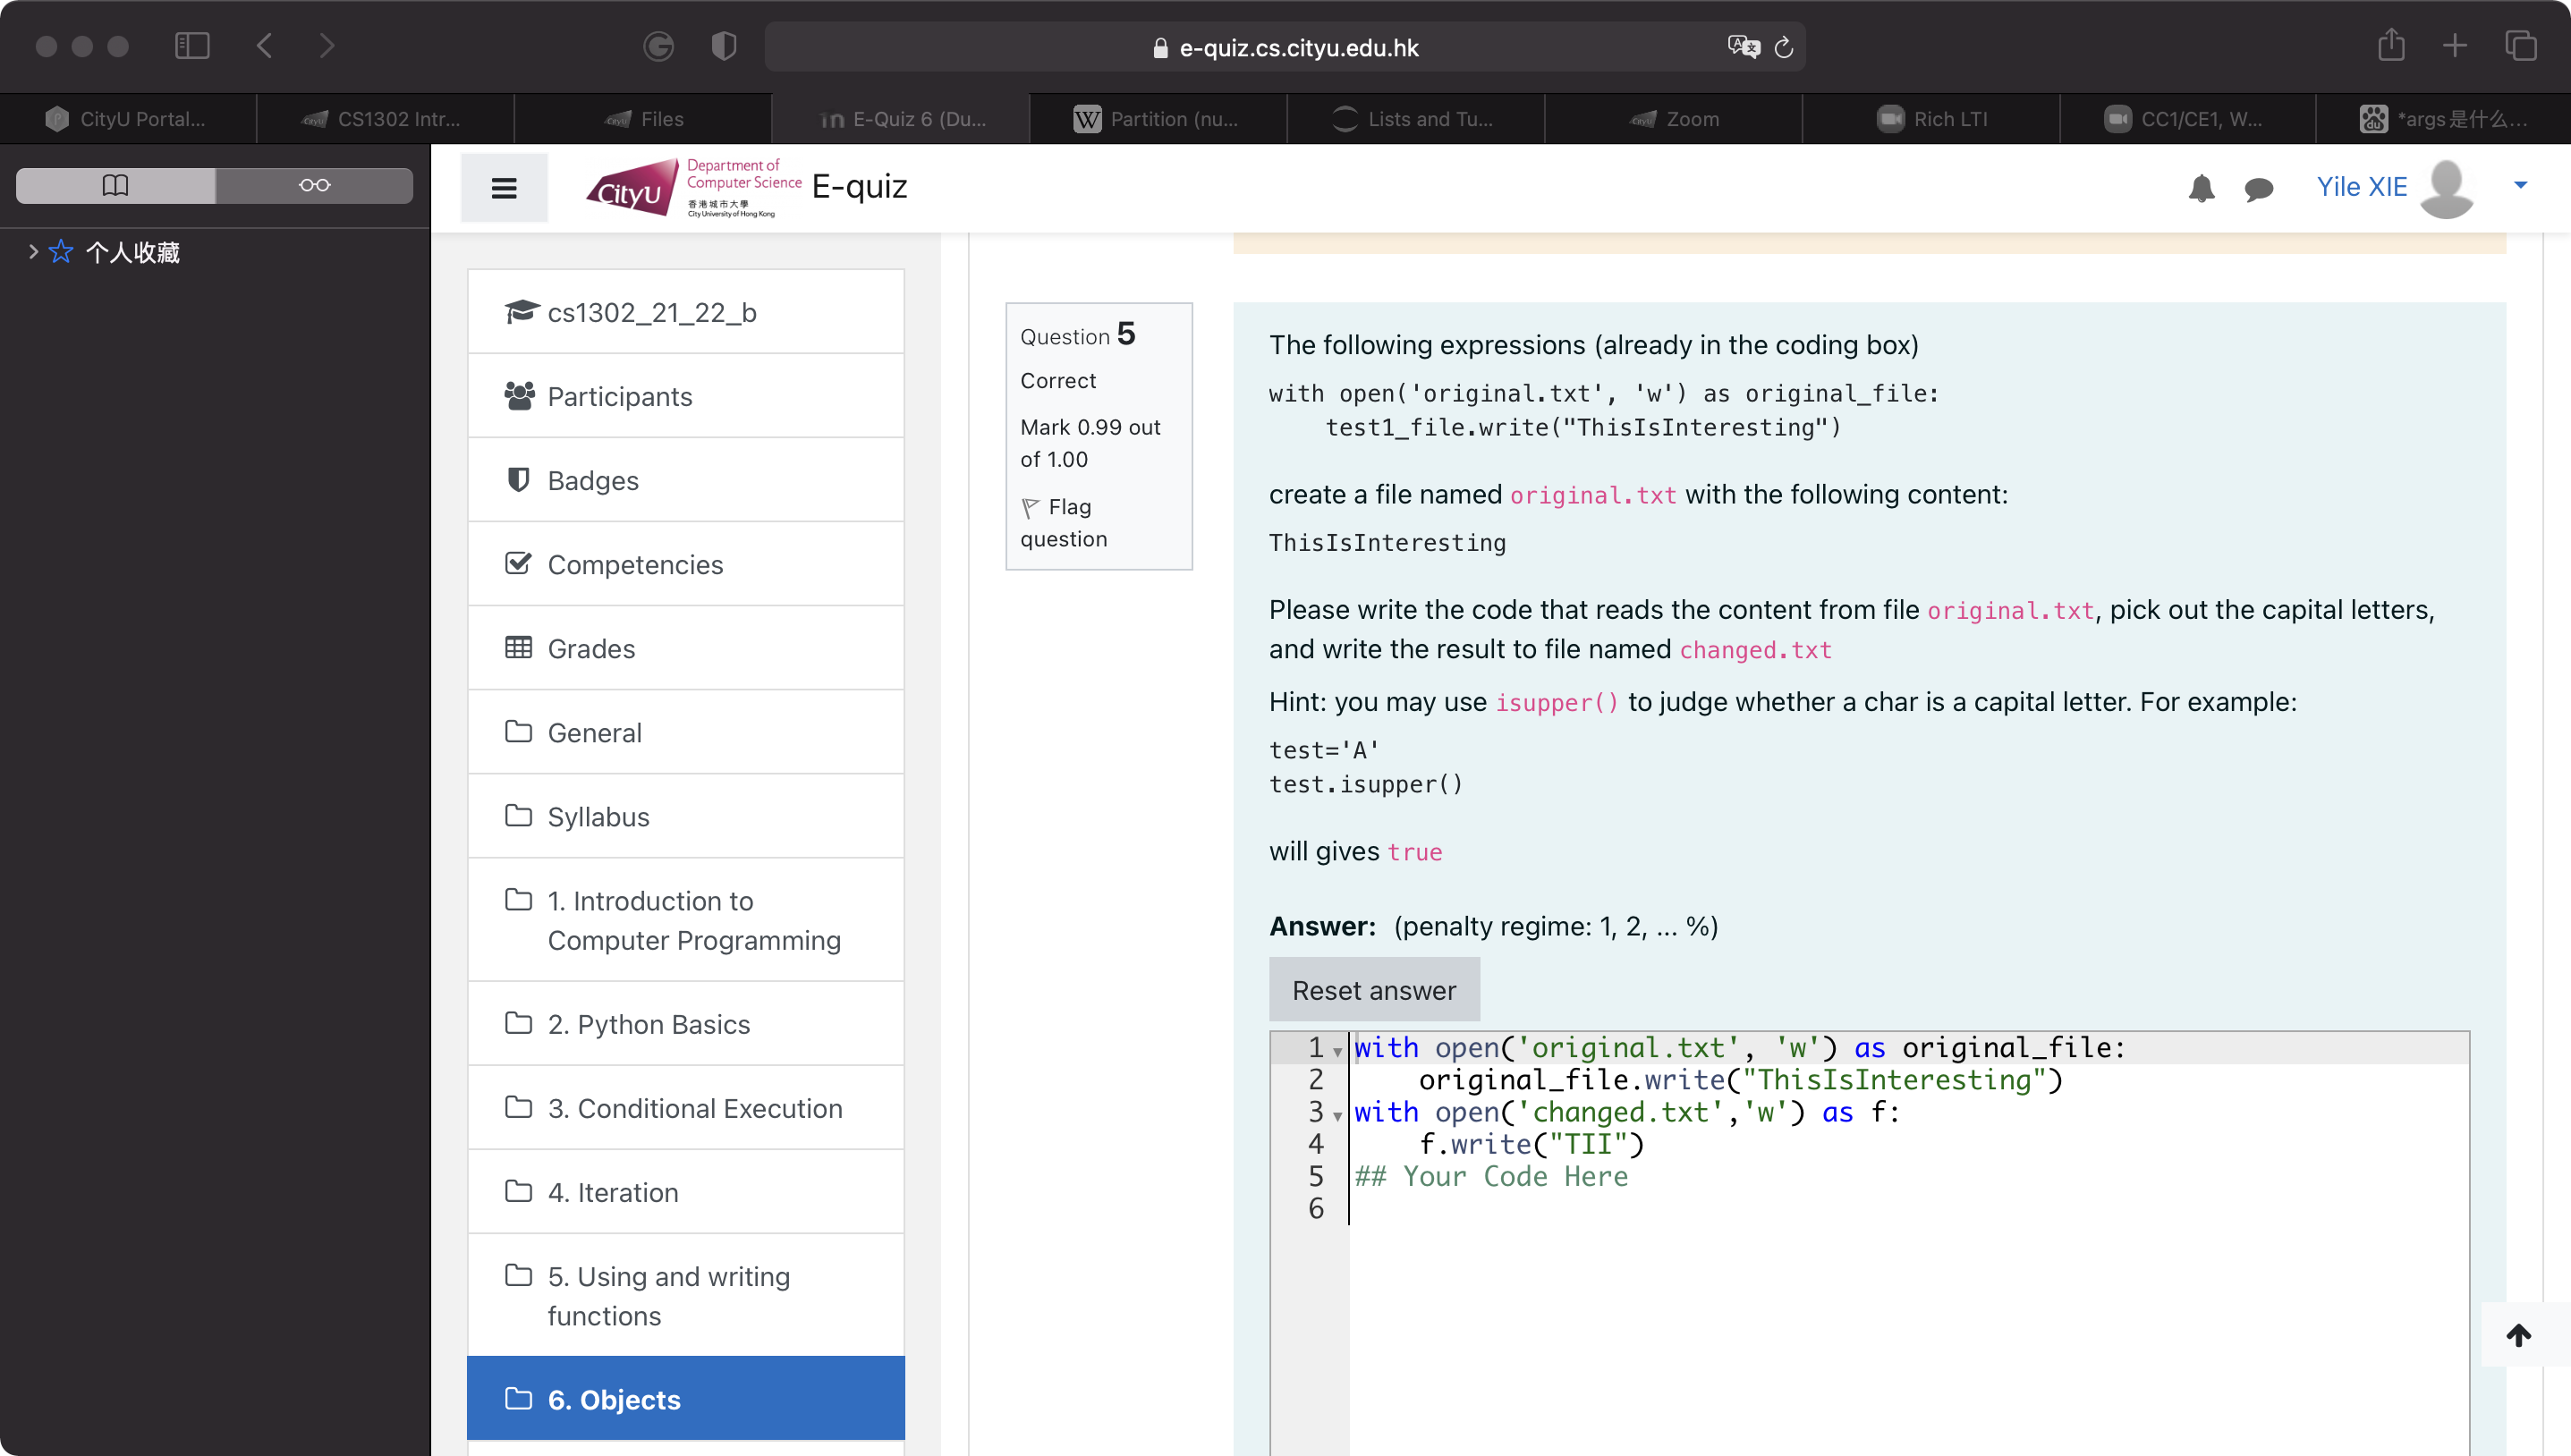 e-quiz.cs.cityu.edu.hk
CityU Portal...
CS1302 Intr...
Files
E-Quiz 6 (Du...
Partition (nu...
Lists and Tu...
Zoom
Rich LTI
CC1/CE1, W...
*args是什么...
个人收藏
CityU
Department of
Computer Science
香港城市大學
City University of Hong Kong
E-quiz
Yile XIE
cs1302_21_22_b
Participants
Badges
Competencies
Grades
General
Syllabus
1. Introduction to
Computer Programming
2. Python Basics
3. Conditional Execution
4. Iteration
5. Using and writing
functions
6. Objects
Question 5
Correct
Mark 0.99 out
of 1.00
Flag
question
The following expressions (already in the coding box)
with open('original.txt', 'w') as original_file:
    test1_file.write("ThisIsInteresting")
create a file named original.txt with the following content:
ThisIsInteresting
Please write the code that reads the content from file original.txt, pick out the capital letters,
and write the result to file named changed.txt
Hint: you may use isupper() to judge whether a char is a capital letter. For example:
test='A'
test.isupper()
will gives true
Answer: (penalty regime: 1, 2, ... %)
Reset answer
1 with open('original.txt', 'w') as original_file:
2     original_file.write("ThisIsInteresting")
3 with open('changed.txt','w') as f:
4     f.write("TII")
5 ## Your Code Here
6